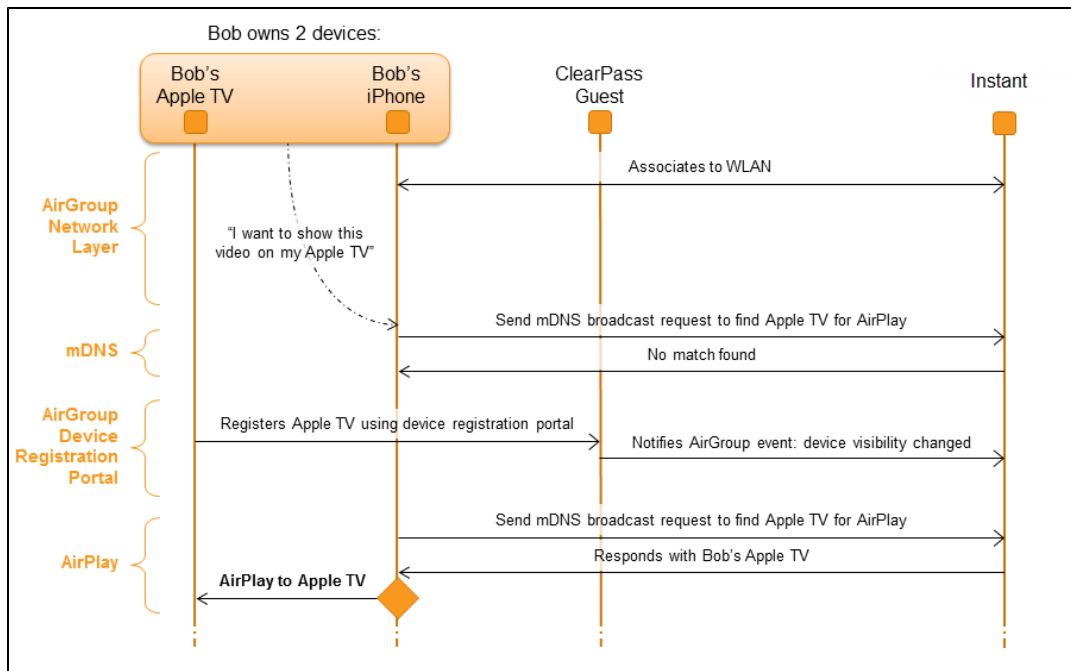 Bob owns 2 devices:
Bob's
Apple TV
Bob's
iPhone
ClearPass
Guest
Instant
Associates to WLAN
AirGroup
Network
Layer
“I want to show this
video on my Apple TV”
Send mDNS broadcast request to find Apple TV for AirPlay
mDNS
No match found
AirGroup
Device
Registration
Portal
Registers Apple TV using device registration portal
Notifies AirGroup event: device visibility changed
Send mDNS broadcast request to find Apple TV for AirPlay
AirPlay
Responds with Bob's Apple TV
AirPlay to Apple TV